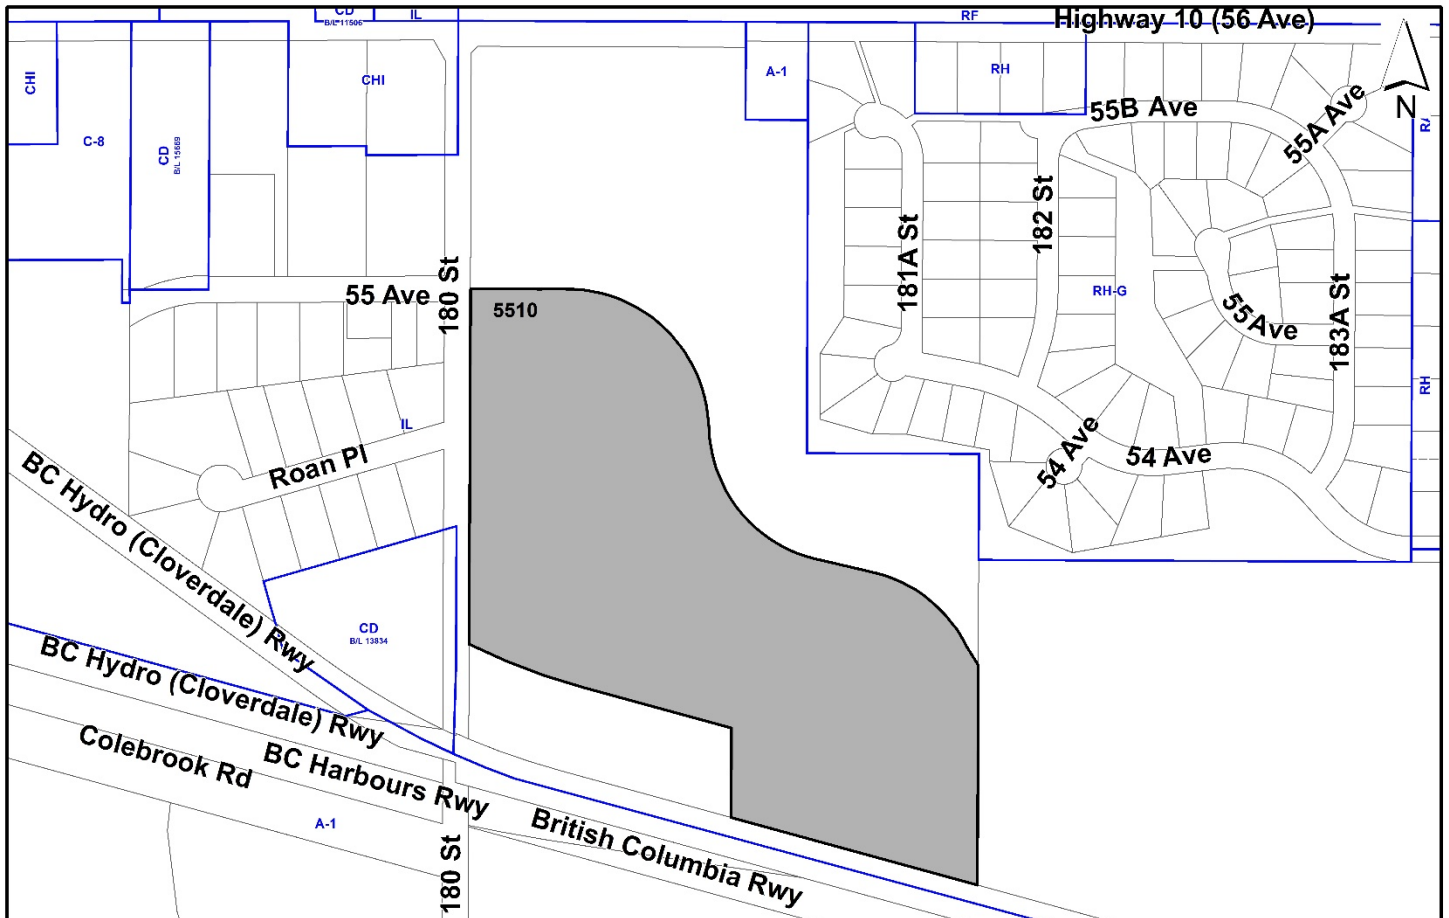 CD
B/L 11506
IL
RF
Highway 10 (56 Ave)
CHI
CHI
A-1
RH
N
C-8
CD
B/L 15669
55B Ave
55A Ave
181A St
182 St
RH-G
183A St
55 Ave
180 St
5510
55 Ave
RH
IL
Roan Pl
54 Ave
54 Ave
BC Hydro (Cloverdale) Rwy
CD
B/L 13834
BC Hydro (Cloverdale) Rwy
Colebrook Rd
BC Harbours Rwy
A-1
180 St
British Columbia Rwy